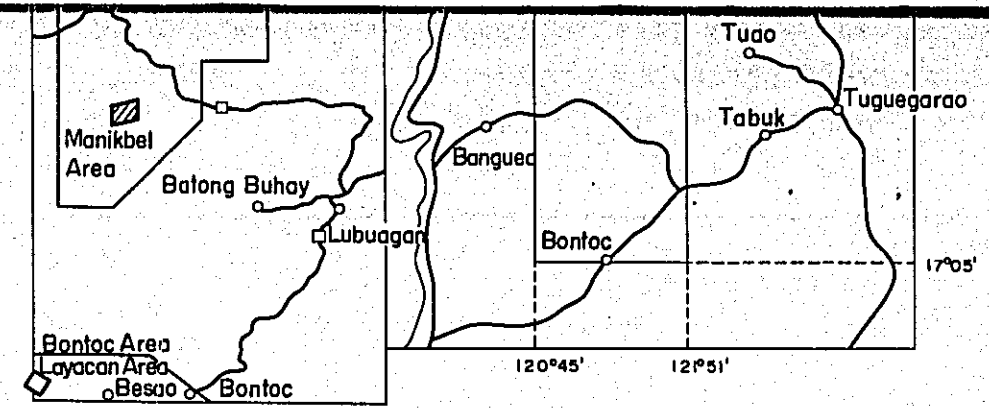 Manikbel
Area
Batong Buhay
Lubuagan
Bontoc Area
Layacan Area
Besao
Bontoc
Tuao
Tuguegarao
Tabuk
Bangued
Bontoc
17°05'
120°45'
121°51'